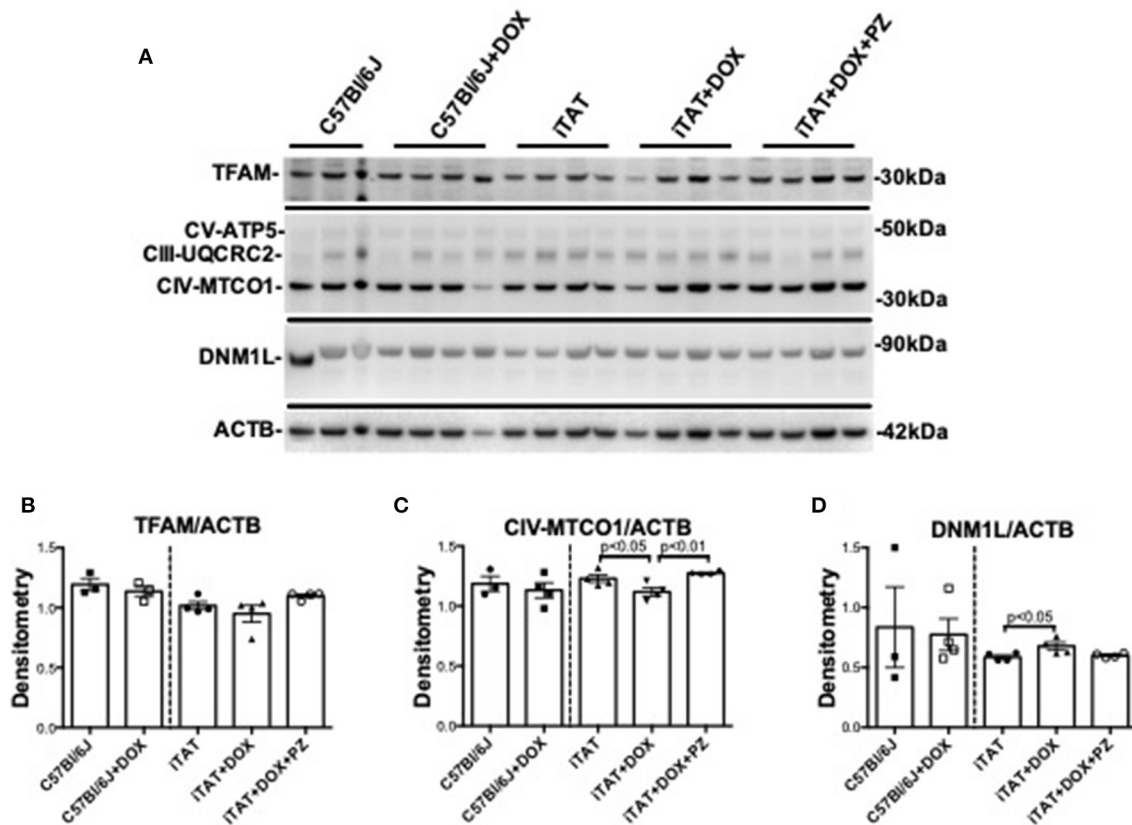 A
C57Bl/6J
C57Bl/6J+DOX
iTAT
iTAT+DOX
iTAT+DOX+PZ
TFAM-
-30kDa
CV-ATP5-
-50kDa
CIII-UQCRC2-
CIV-MTCO1-
-30kDa
DNM1L-
-90kDa
ACTB-
-42kDa
B
TFAM/ACTB
Densitometry
1.5
1.0
0.5
0.0
C57Bl/6J
C57Bl/6J+DOX
iTAT
iTAT+DOX
iTAT+DOX+PZ
C
CIV-MTCO1/ACTB
Densitometry
1.5
1.0
0.5
0.0
p<0.05
p<0.01
C57Bl/6J
C57Bl/6J+DOX
iTAT
iTAT+DOX
iTAT+DOX+PZ
D
DNM1L/ACTB
Densitometry
1.5
1.0
0.5
0.0
p<0.05
C57Bl/6J
C57Bl/6J+DOX
iTAT
iTAT+DOX
iTAT+DOX+PZ